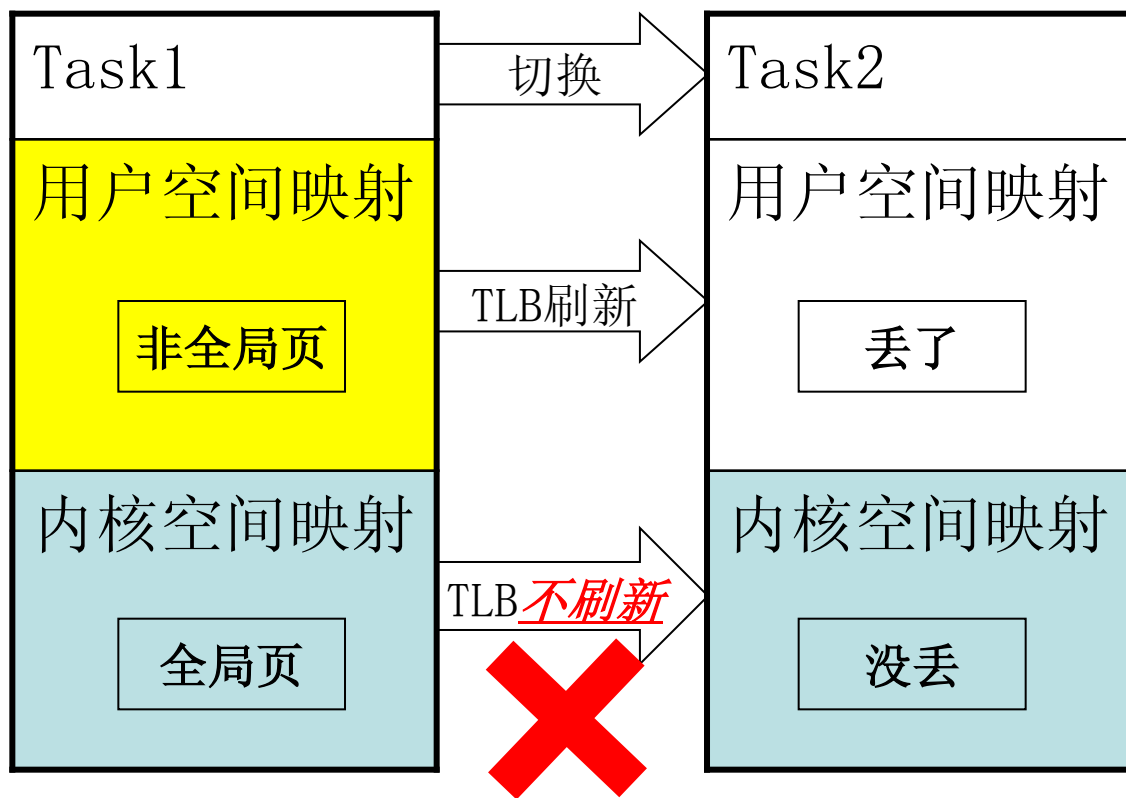 Task1
切换
Task2
用户空间映射
用户空间映射
TLB刷新
非全局页
丢了
内核空间映射
内核空间映射
TLB不刷新
全局页
没丢